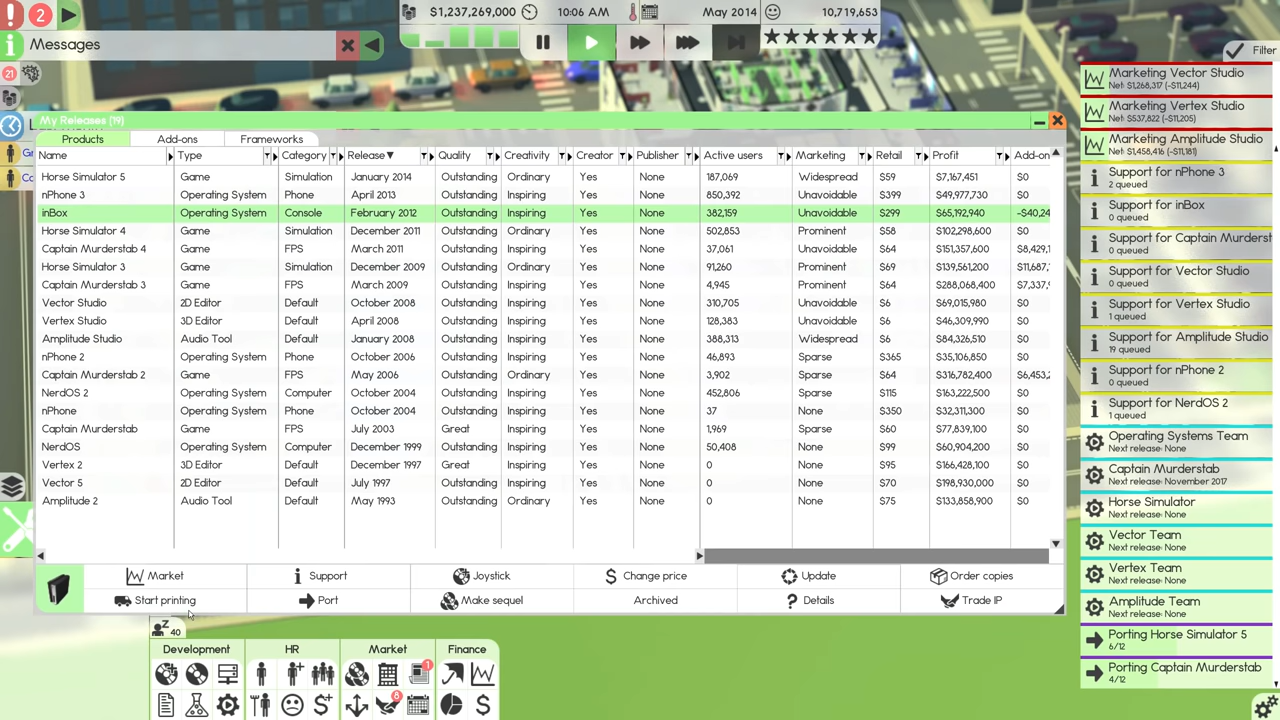 2
$1,237,269,000
10:06 AM
May 2014
10,719,653
Messages
Filter
21
My Releases (19)
Products
Add-ons
Frameworks
Name Type Category Release Quality Creativity Creator Publisher Active users Marketing Retail Profit Add-on
Horse Simulator 5 Game Simulation January 2014 Outstanding Ordinary Yes None 187,069 Widespread $59 $7,167,451 $0
nPhone 3 Operating System Phone April 2013 Outstanding Inspiring Yes None 850,392 Unavoidable $399 $49,977,730 $0
inBox Operating System Console February 2012 Outstanding Inspiring Yes None 382,159 Unavoidable $299 $65,192,940 -$40,24
Horse Simulator 4 Game Simulation December 2011 Outstanding Inspiring Yes None 502,853 Prominent $58 $102,298,600 $0
Captain Murderstab 4 Game FPS March 2011 Outstanding Inspiring Yes None 37,061 Unavoidable $64 $151,357,600 $8,429,1
Horse Simulator 3 Game Simulation December 2009 Outstanding Ordinary Yes None 91,260 Prominent $69 $139,561,200 $11,687,
Captain Murderstab 3 Game FPS March 2009 Outstanding Inspiring Yes None 4,945 Prominent $64 $288,068,400 $7,337,
Vector Studio 2D Editor Default October 2008 Outstanding Inspiring Yes None 310,705 Unavoidable $6 $69,015,980 $0
Vertex Studio 3D Editor Default April 2008 Outstanding Inspiring Yes None 128,383 Unavoidable $6 $46,309,990 $0
Amplitude Studio Audio Tool Default January 2008 Outstanding Inspiring Yes None 388,313 Widespread $6 $84,326,510 $0
nPhone 2 Operating System Phone October 2006 Outstanding Inspiring Yes None 46,893 Sparse $365 $35,106,850 $0
Captain Murderstab 2 Game FPS May 2006 Outstanding Ordinary Yes None 3,902 Sparse $64 $316,782,400 $6,453,2
NerdOS 2 Operating System Computer October 2004 Outstanding Inspiring Yes None 452,806 Sparse $115 $163,222,500 $0
nPhone Operating System Phone October 2004 Outstanding Inspiring Yes None 37 None $350 $32,311,300 $0
Captain Murderstab Game FPS July 2003 Great Inspiring Yes None 1,969 Sparse $60 $77,839,100 $0
NerdOS Operating System Computer December 1999 Outstanding Inspiring Yes None 50,408 None $99 $60,904,200 $0
Vertex 2 3D Editor Default December 1997 Great Inspiring Yes None 0 None $95 $166,428,100 $0
Vector 5 2D Editor Default July 1997 Outstanding Inspiring Yes None 0 None $70 $198,930,000 $0
Amplitude 2 Audio Tool Default May 1993 Outstanding Ordinary Yes None 0 None $75 $133,858,900 $0
Market
Support
Joystick
Change price
Update
Order copies
Start printing
Port
Make sequel
Archived
Details
Trade IP
Marketing Vector Studio
Net: $1,268,317 (-$11,244)
Marketing Vertex Studio
Net: $537,822 (-$11,205)
Marketing Amplitude Studio
Net: $1,458,416 (-$11,181)
Support for nPhone 3
2 queued
Support for inBox
0 queued
Support for Captain Murderst
0 queued
Support for Vector Studio
0 queued
Support for Vertex Studio
1 queued
Support for Amplitude Studio
19 queued
Support for nPhone 2
0 queued
Support for NerdOS 2
1 queued
Operating Systems Team
Next release: None
Captain Murderstab
Next release: November 2017
Horse Simulator
Next release: None
Vector Team
Next release: None
Vertex Team
Next release: None
Amplitude Team
Next release: None
Porting Horse Simulator 5
6/12
Porting Captain Murderstab
4/12
Z
40
Development
HR
Market
Finance
1
8